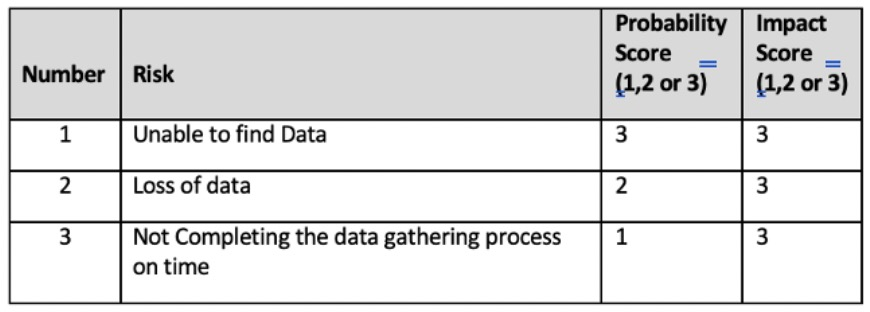 Number Risk Probability Score (1,2 or 3) Impact Score (1,2 or 3)
1 Unable to find Data 3 3
2 Loss of data 2 3
3 Not Completing the data gathering process 1 3
on time